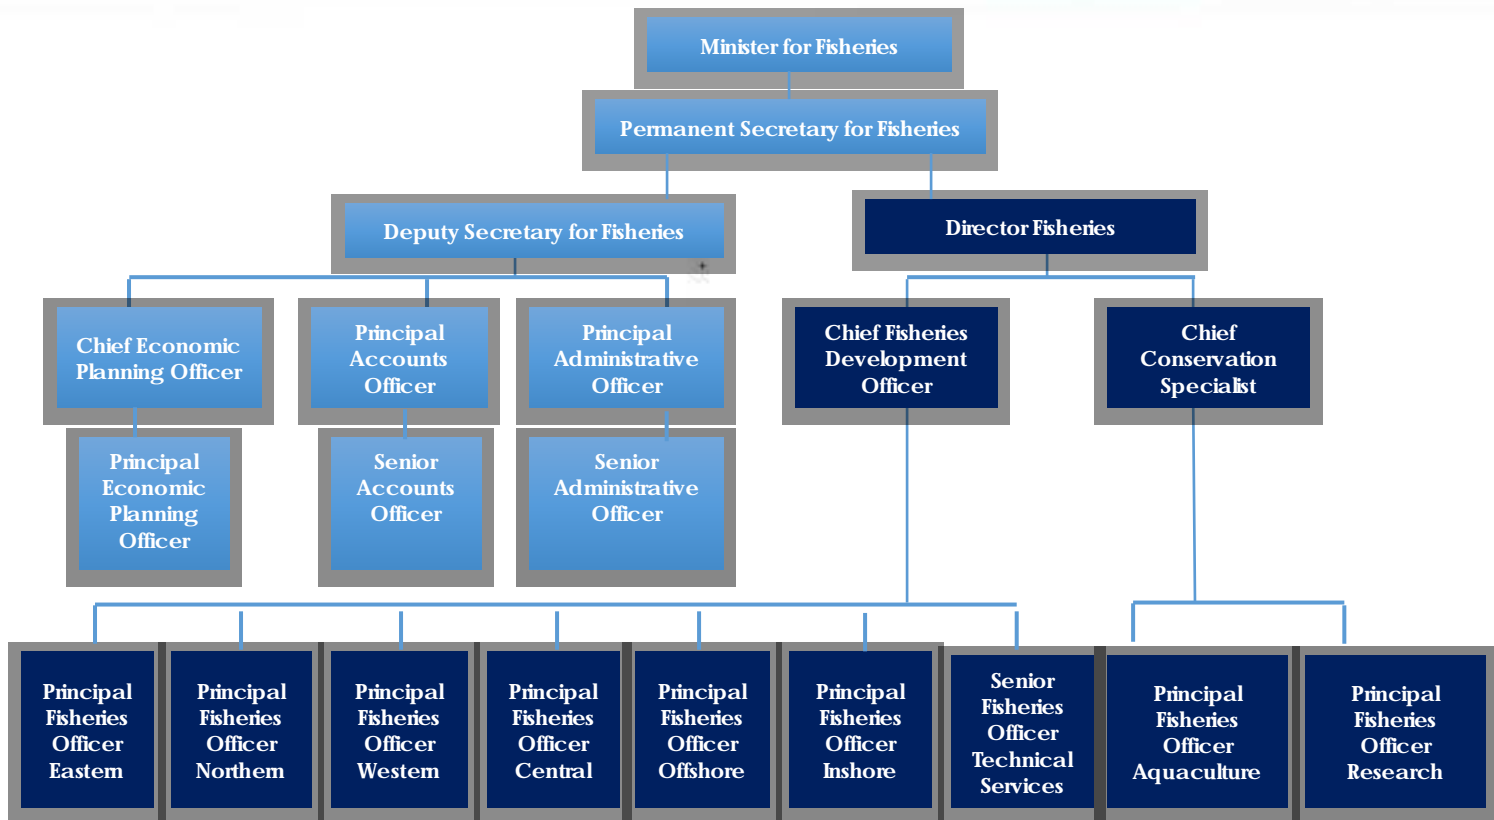 Minister for Fisheries
Permanent Secretary for Fisheries
Deputy Secretary for Fisheries
Director Fisheries
Chief Economic
Planning Officer
Principal
Accounts
Officer
Principal
Administrative
Officer
Chief Fisheries
Development
Officer
Chief
Conservation
Specialist
Principal
Economic
Planning
Officer
Senior
Accounts
Officer
Senior
Administrative
Officer
Principal
Fisheries
Officer
Eastern
Principal
Fisheries
Officer
Northern
Principal
Fisheries
Officer
Western
Principal
Fisheries
Officer
Central
Principal
Fisheries
Officer
Offshore
Principal
Fisheries
Officer
Inshore
Senior
Fisheries
Officer
Technical
Services
Principal
Fisheries
Officer
Aquaculture
Principal
Fisheries
Officer
Research